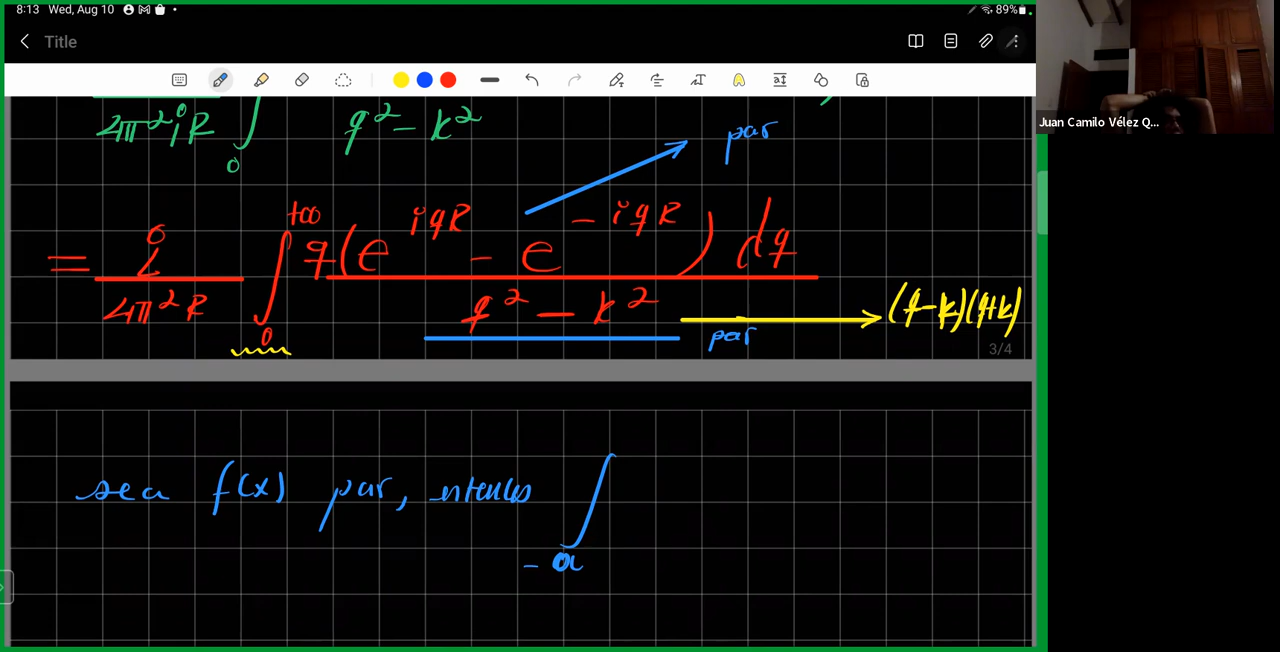 8:13 Wed, Aug 10 89%
Title
Juan Camilo Vélez Q...
4π²iR ∫ 0 q² - k²
par
= i/4π²R ∫ 0 +∞ q(e^iqR - e^-iqR) dq / q² - k² (q-k)(q+k)
par
3/4
sea f(x) par, entonces ∫ -a